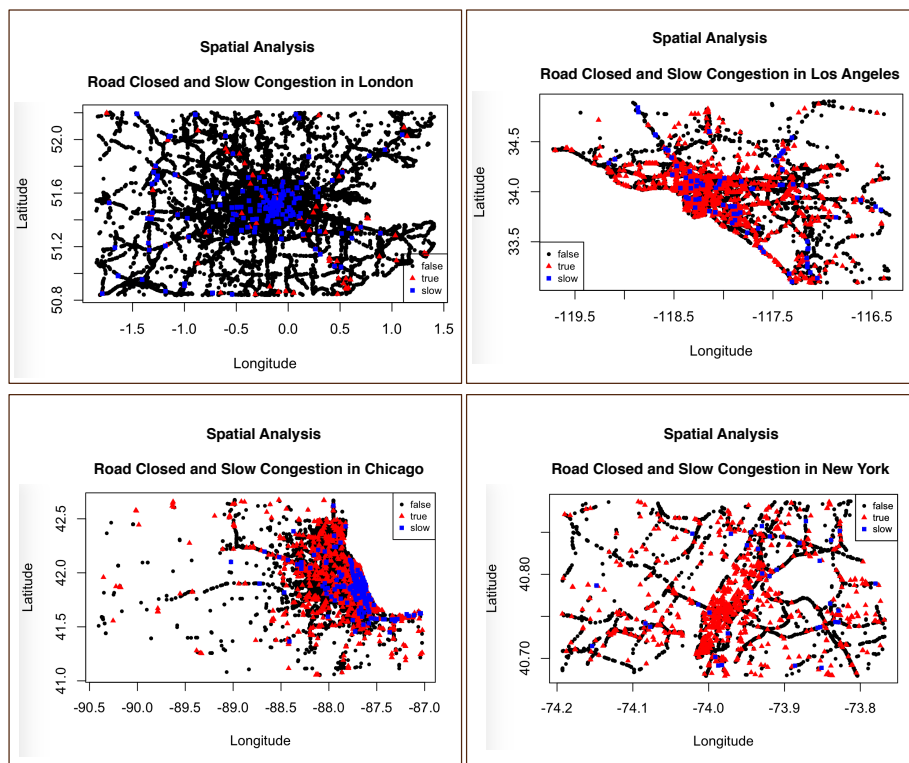 Spatial Analysis
Road Closed and Slow Congestion in London
Latitude
52.0
51.6
51.2
50.8
false
true
slow
-1.5
-1.0
-0.5
0.0
0.5
1.0
1.5
Longitude
Spatial Analysis
Road Closed and Slow Congestion in Los Angeles
Latitude
34.5
34.0
33.5
false
true
slow
-119.5
-118.5
-117.5
-116.5
Longitude
Spatial Analysis
Road Closed and Slow Congestion in Chicago
Latitude
42.5
42.0
41.5
41.0
false
true
slow
-90.5
-90.0
-89.0
-88.5
-88.0
-87.5
-87.0
Longitude
Spatial Analysis
Road Closed and Slow Congestion in New York
Latitude
40.80
40.70
false
true
slow
-74.2
-74.1
-74.0
-73.9
-73.8
Longitude